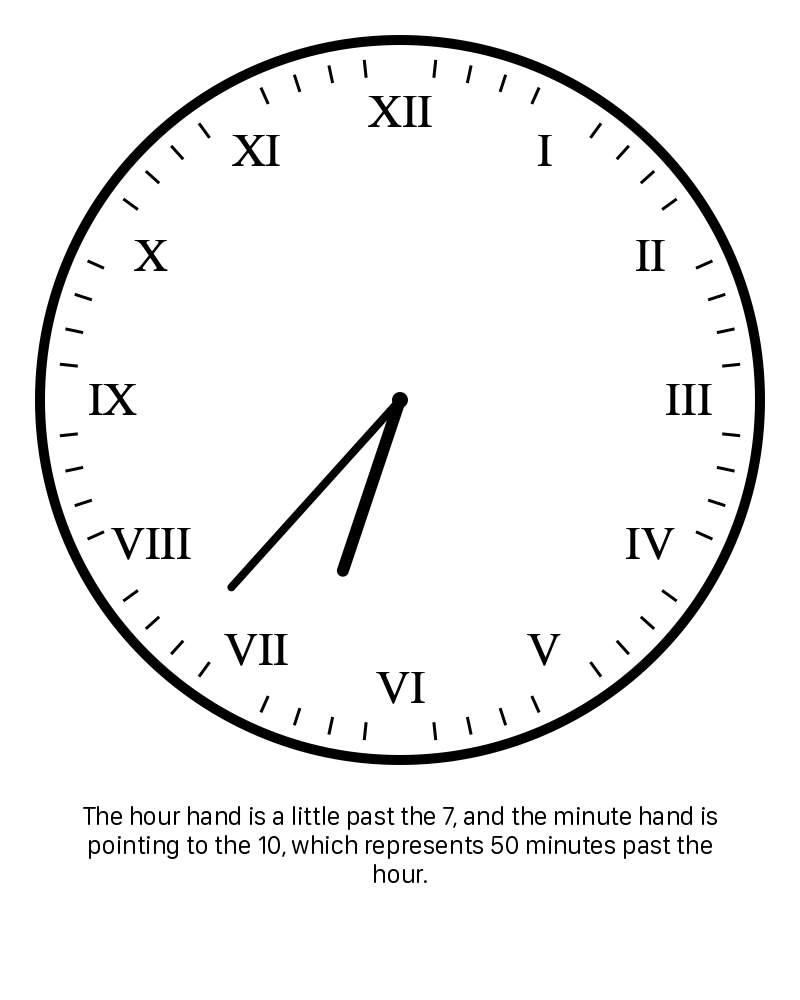 XII
XI
I
X
II
IX
III
VIII
IV
VII
V
VI
The hour hand is a little past the 7, and the minute hand is
pointing to the 10, which represents 50 minutes past the
hour.